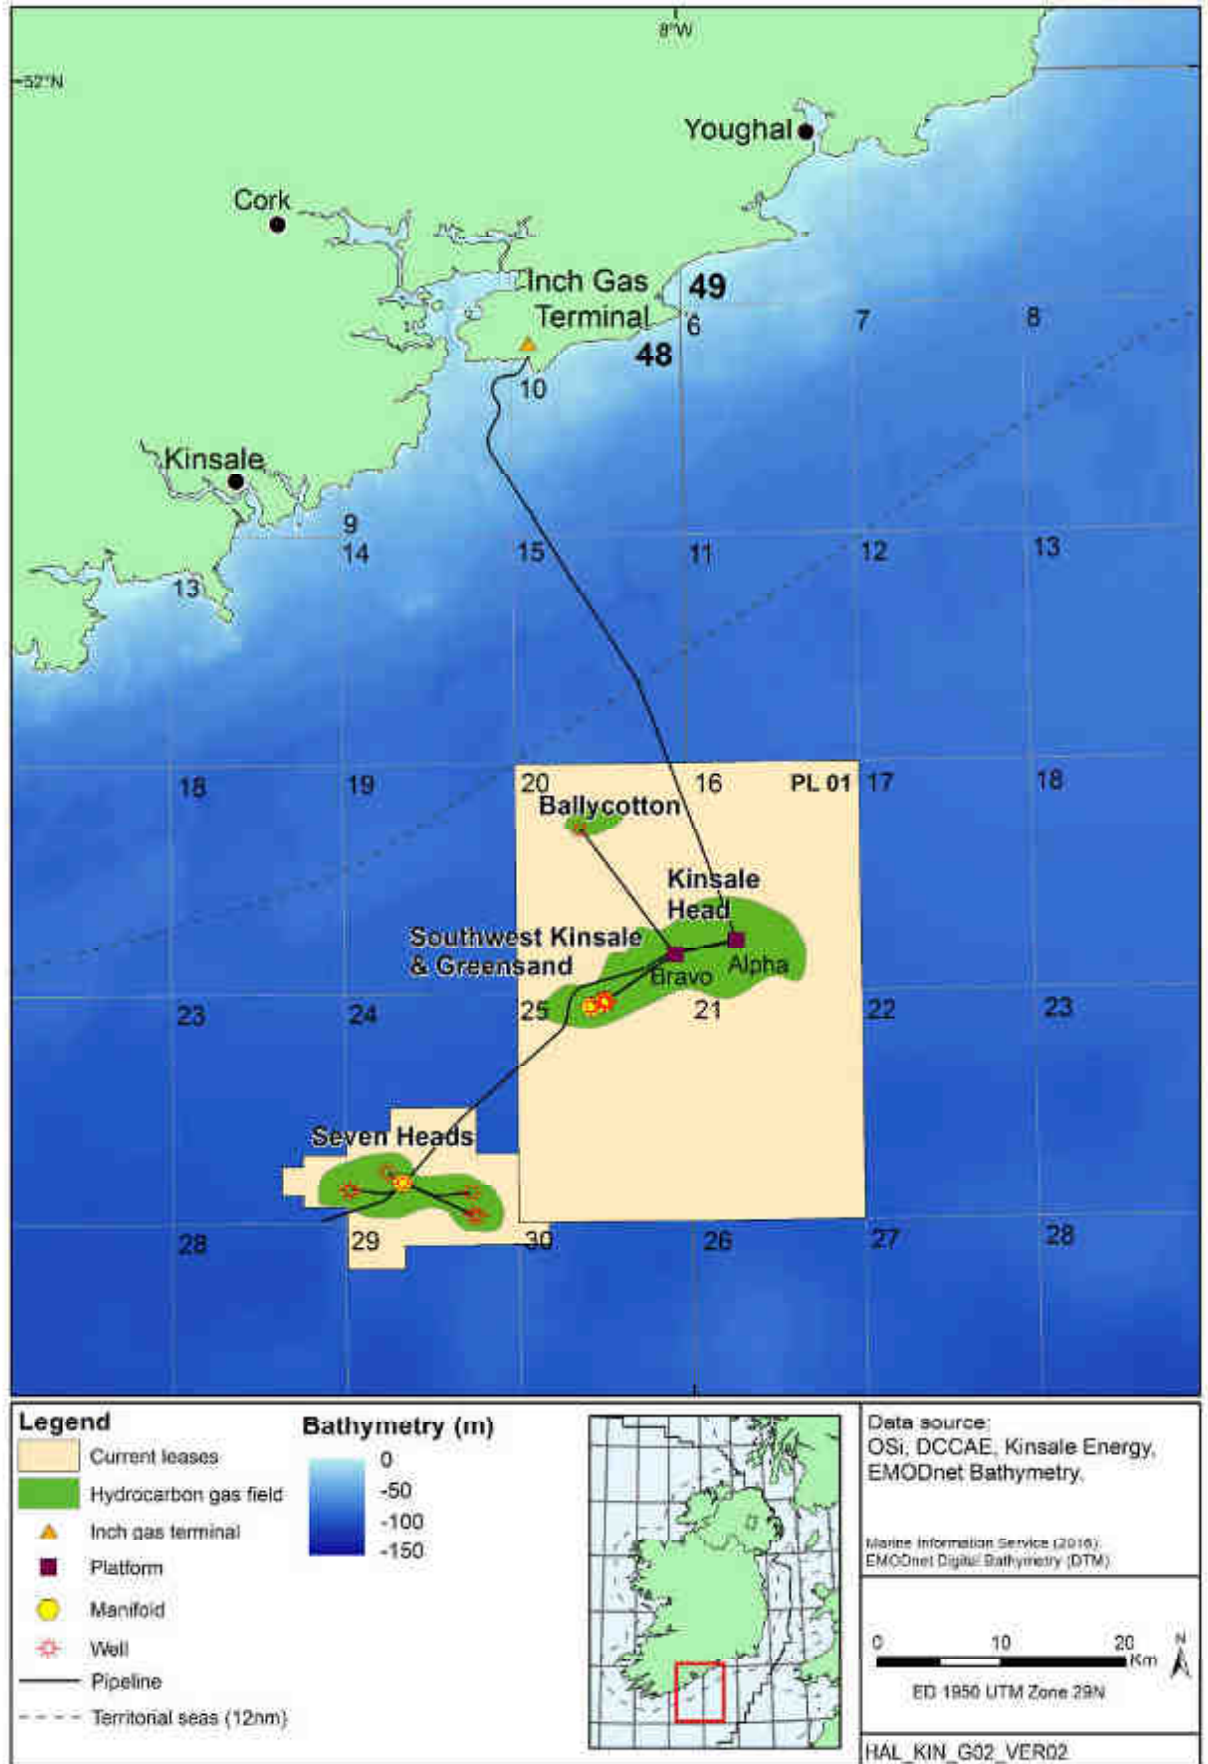 8°W
52°N
Youghal
Cork
Inch Gas
Terminal
49
6
7
8
48
10
Kinsale
9
14
15
11
12
13
13
18
19
20
16
PL 01
17
18
Ballycotton
Kinsale
Head
Southwest Kinsale
& Greensand
Bravo
Alpha
23
24
25
21
22
23
Seven Heads
28
29
30
26
27
28
Legend
Current leases
Hydrocarbon gas field
Inch gas terminal
Platform
Manifold
Well
Pipeline
Territorial seas (12nm)
Bathymetry (m)
0
-50
-100
-150
Data source:
OSi, DCCAE, Kinsale Energy,
EMODnet Bathymetry.
Marine Information Service (2016).
EMODnet Digital Bathymetry (DTM)
0 10 20
Km
N
ED 1950 UTM Zone 29N
HAL_KIN_G02_VER02